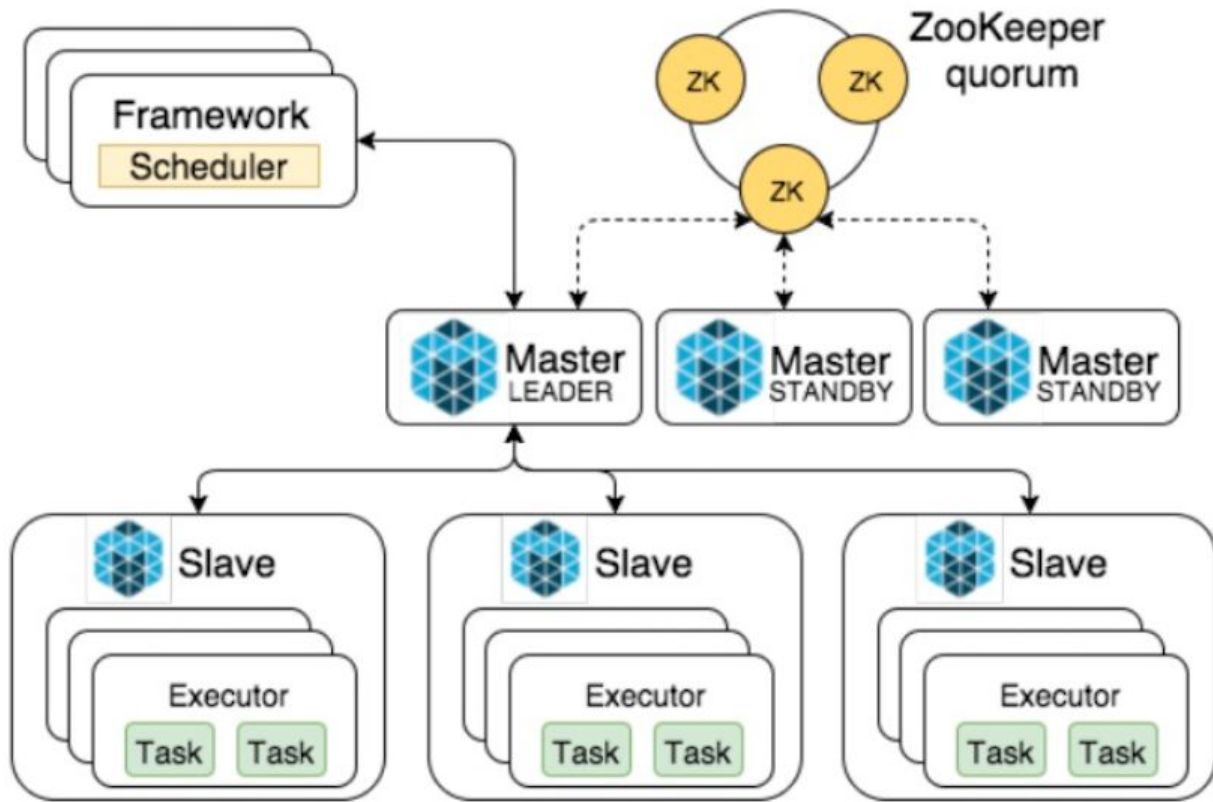 ZooKeeper
quorum
ZK
ZK
ZK
Framework
Scheduler
Master
LEADER
Master
STANDBY
Master
STANDBY
Slave
Executor
Task
Task
Slave
Executor
Task
Task
Slave
Executor
Task
Task